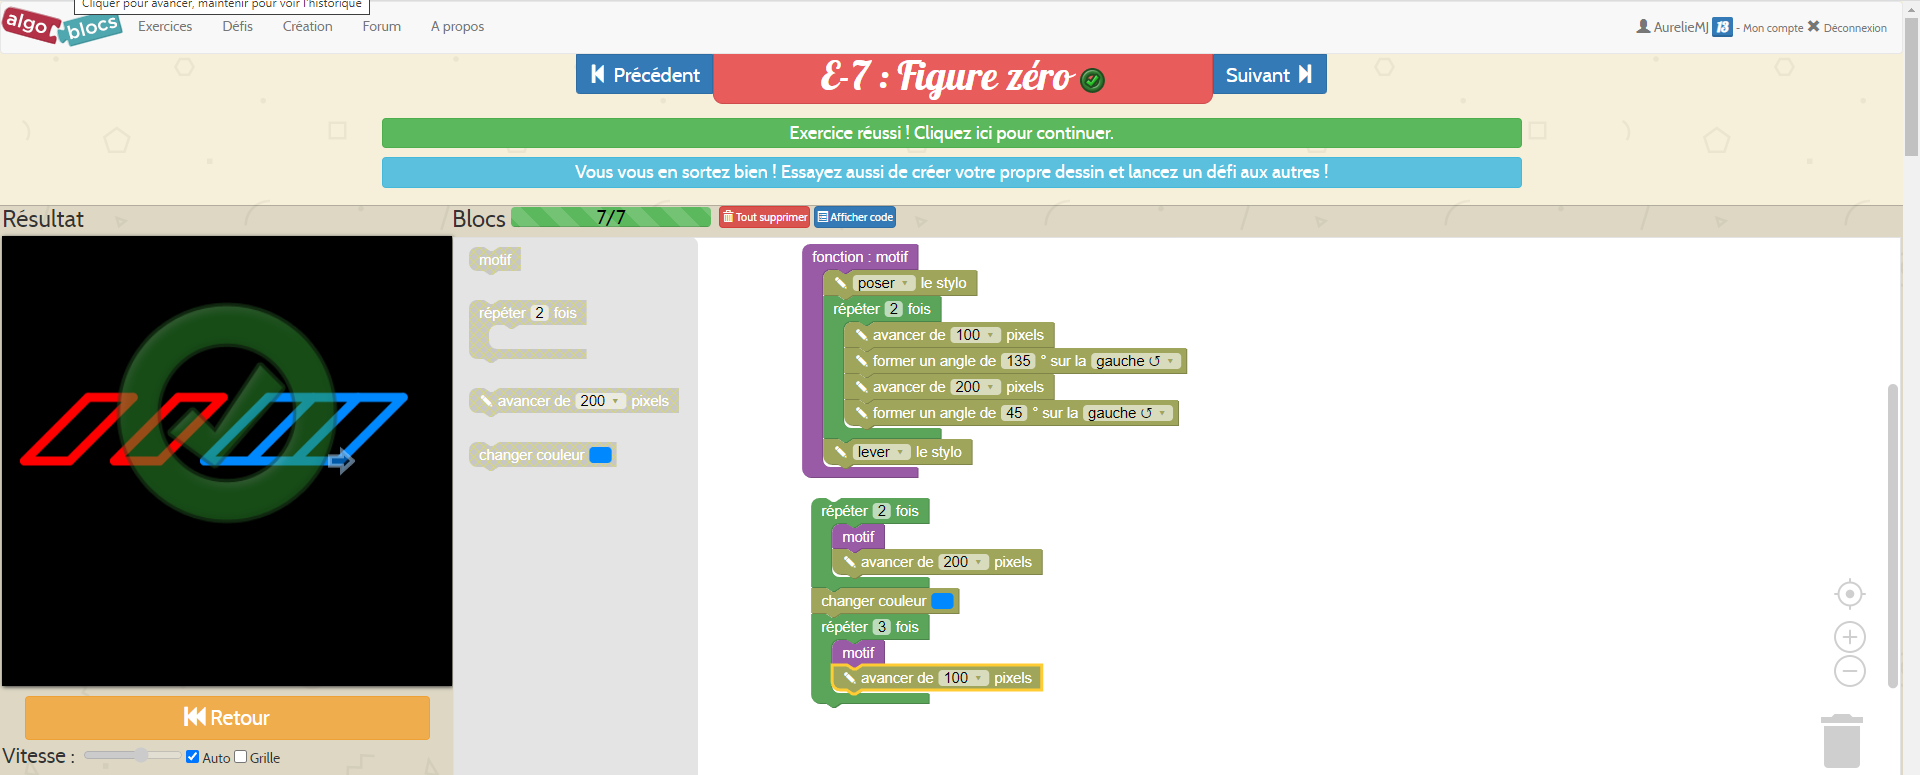 Cliquer pour avancer, maintenir pour voir l'historique
algo blocs
Exercices Défis Création Forum A propos
AurelieMJ 13 - Mon compte ✖ Déconnexion
Précédent
E-7 : Figure zéro
Suivant
Exercice réussi ! Cliquez ici pour continuer.
Vous vous en sortez bien ! Essayez aussi de créer votre propre dessin et lancez un défi aux autres !
Résultat
Blocs 7/7 Tout supprimer Afficher code
motif
répéter 2 fois
avancer de 200 pixels
changer couleur
fonction : motif
poser le stylo
répéter 2 fois
avancer de 100 pixels
former un angle de 135 ° sur la gauche ↺
avancer de 200 pixels
former un angle de 45 ° sur la gauche ↺
lever le stylo
répéter 2 fois
motif
avancer de 200 pixels
changer couleur
répéter 3 fois
motif
avancer de 100 pixels
Retour
Vitesse : Auto Grille